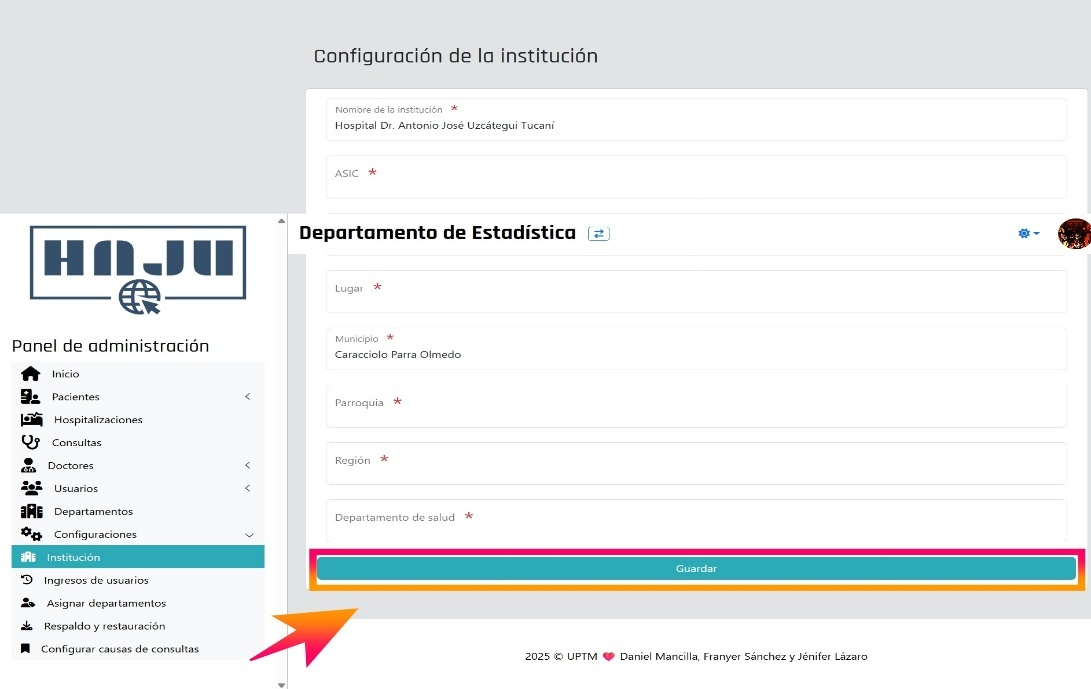 Configuración de la institución
Nombre de la institución *
Hospital Dr. Antonio José Uzcátegui Tucaní
ASIC *
HAJU
Departamento de Estadística
Lugar *
Municipio *
Caracciolo Parra Olmedo
Parroquia *
Región *
Departamento de salud *
Guardar
Panel de administración
Inicio
Pacientes
Hospitalizaciones
Consultas
Doctores
Usuarios
Departamentos
Configuraciones
Institución
Ingresos de usuarios
Asignar departamentos
Respaldo y restauración
Configurar causas de consultas
2025 © UPTM ❤ Daniel Mancilla, Franyer Sánchez y Jénifer Lázaro